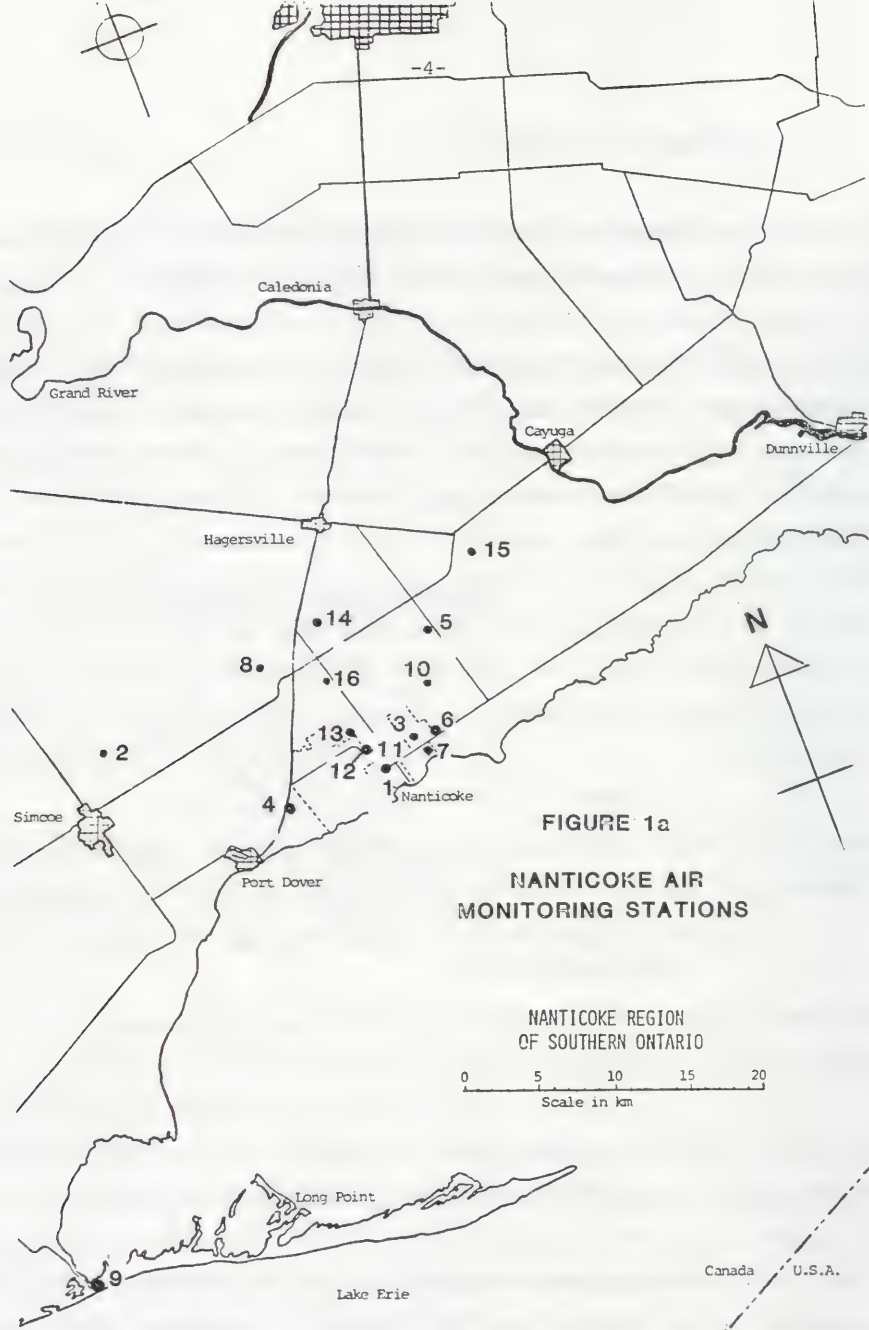 -4-
Caledonia
Grand River
Cayuga
Dunnville
Hagersville
15
14
5
N
8
16
10
13
3
6
2
11
7
12
1
Nanticoke
4
Simcoe
Port Dover
FIGURE 1a
NANTICOKE AIR
MONITORING STATIONS
NANTICOKE REGION
OF SOUTHERN ONTARIO
0 5 10 15 20
Scale in km
Long Point
9
Lake Erie
Canada U.S.A.